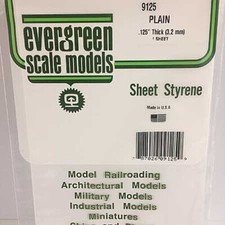 9125
PLAIN
.125" Thick (3.2 mm)
1 SHEET
evergreen
scale models
Sheet Styrene
Made in U.S.A.
Model Railroading
Architectural Models
Military Models
Industrial Models
Miniatures